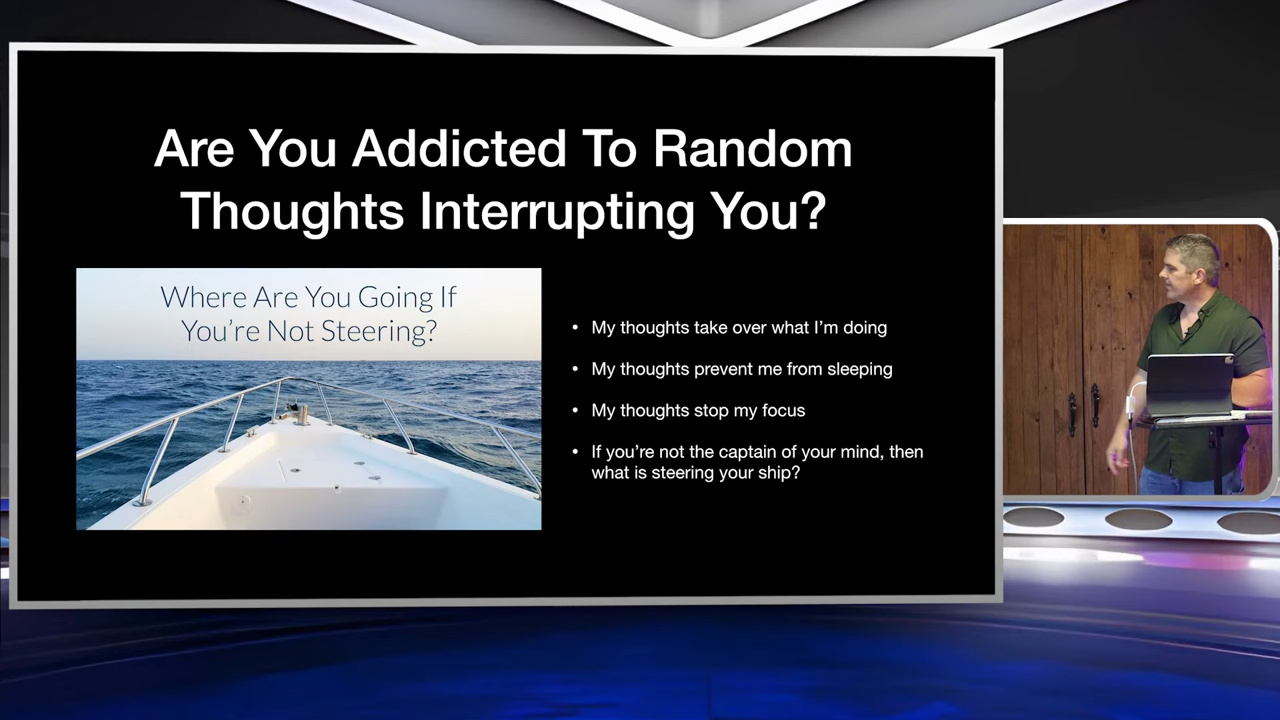 Are You Addicted To Random
Thoughts Interrupting You?
Where Are You Going If
You’re Not Steering?
• My thoughts take over what I’m doing
• My thoughts prevent me from sleeping
• My thoughts stop my focus
• If you’re not the captain of your mind, then
what is steering your ship?